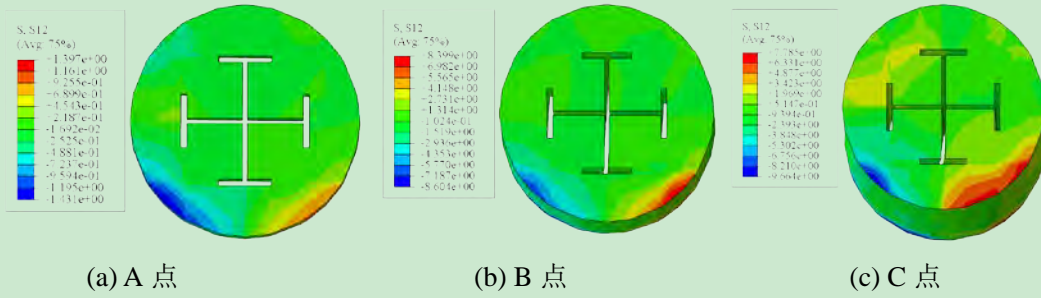 S, S12
(Avg: 75%)
+1.397e+00
+1.161e+00
+9.255e-01
+6.899e-01
+4.543e-01
+2.187e-01
-1.692e-02
-2.525e-01
-4.881e-01
-7.237e-01
-9.594e-01
-1.195e+00
-1.431e+00
(a) A 点
S, S12
(Avg: 75%)
+8.399e+00
+6.982e+00
+5.565e+00
+4.148e+00
+2.731e+00
+1.314e+00
-1.024e-01
-1.519e+00
-2.936e+00
-4.353e+00
-5.770e+00
-7.187e+00
-8.604e+00
(b) B 点
S, S12
(Avg: 75%)
+7.785e+00
+6.331e+00
+4.877e+00
+3.423e+00
+1.969e+00
+5.147e-01
-9.394e-01
-2.393e+00
-3.848e+00
-5.302e+00
-6.756e+00
-8.210e+00
-9.664e+00
(c) C 点